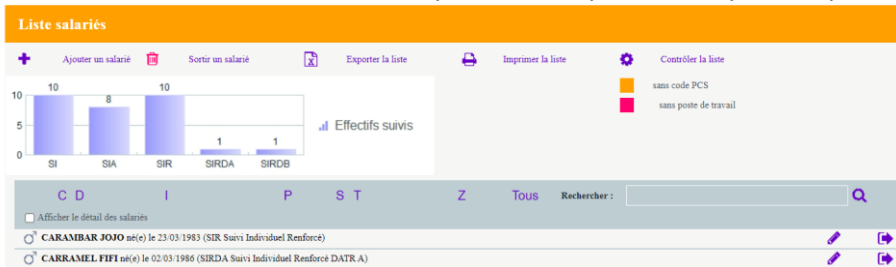 Liste salariés
Ajouter un salarié Sortir un salarié Exporter la liste Imprimer la liste Contrôler la liste
sans code PCS
sans poste de travail
10
5
0
10 8 10 1 1
SI SIA SIR SIRDA SIRDB
Effectifs suivis
C D I P S T Z Tous Rechercher :
Afficher le détail des salariés
CARAMBAR JOJO né(e) le 23/03/1983 (SIR Suivi Individuel Renforcé)
CARRAMEL FIFI né(e) le 02/03/1986 (SIRDA Suivi Individuel Renforcé DATR A)